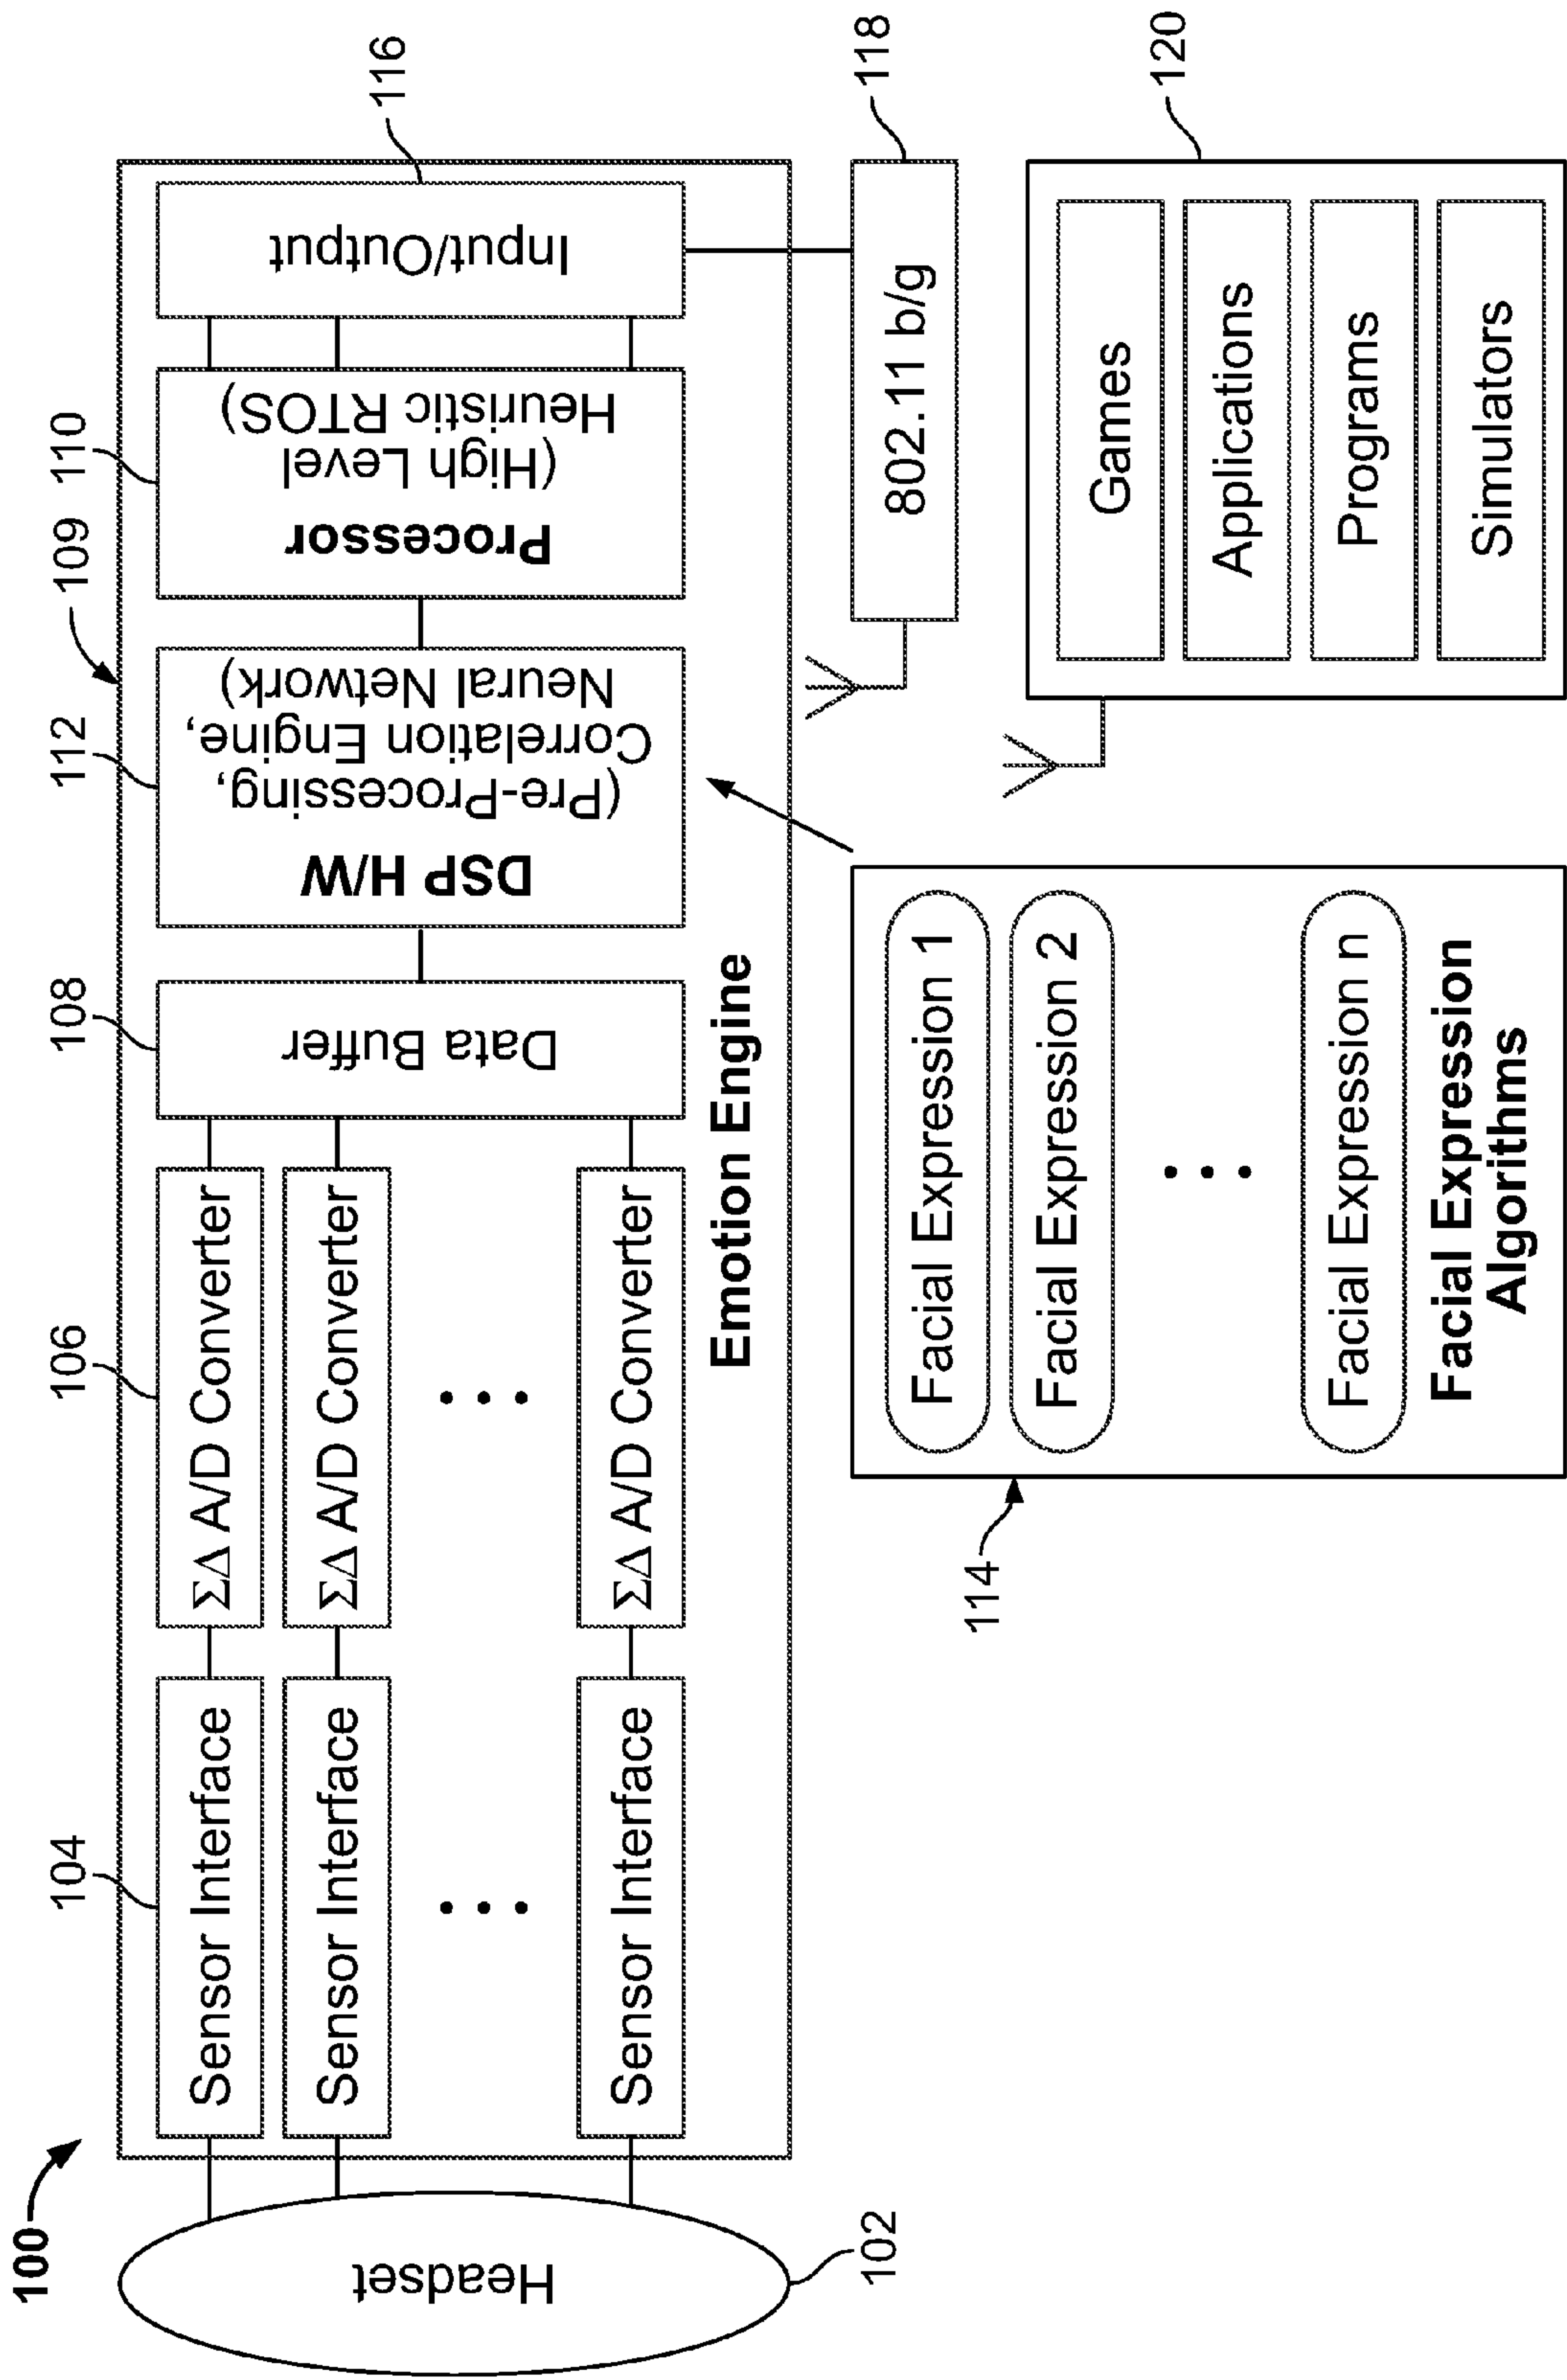 100
104
106
108
112
109
110
116
Headset
102
Sensor Interface
Sensor Interface
• • •
Sensor Interface
ΣΔ A/D Converter
ΣΔ A/D Converter
• • •
ΣΔ A/D Converter
Data Buffer
DSP H/W
(Pre-Processing,
Correlation Engine,
Neural Network)
Processor
(High Level
Heuristic RTOS)
Input/Output
Emotion Engine
114
Facial Expression 1
Facial Expression 2
• • •
Facial Expression n
Facial Expression
Algorithms
802.11 b/g
118
Games
Applications
Programs
Simulators
120